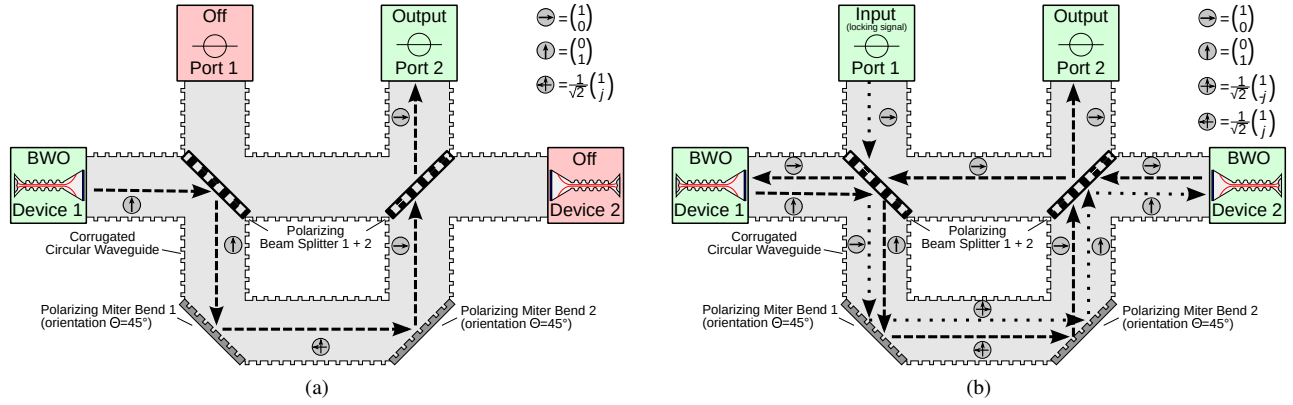 Off
Port 1
Output
Port 2
→=(1 0)
↑=(0 1)
=1/√2(1 j)
BWO
Device 1
Off
Device 2
Polarizing
Beam Splitter 1 + 2
Corrugated
Circular Waveguide
Polarizing Miter Bend 1
(orientation Θ=45°)
Polarizing Miter Bend 2
(orientation Θ=45°)
(a)
Input
(locking signal)
Port 1
Output
Port 2
→=(1 0)
↑=(0 1)
=1/√2(1 -j)
=1/√2(1 j)
BWO
Device 1
BWO
Device 2
Polarizing
Beam Splitter 1 + 2
Corrugated
Circular Waveguide
Polarizing Miter Bend 1
(orientation Θ=45°)
Polarizing Miter Bend 2
(orientation Θ=45°)
(b)